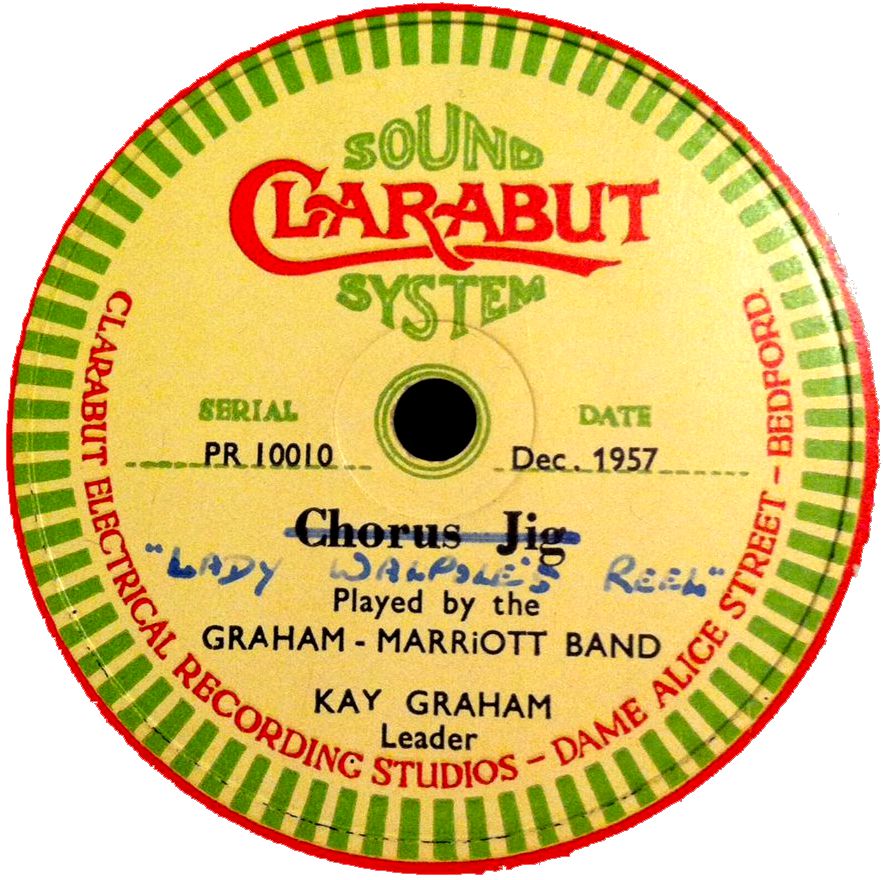 SOUND
CLARABUT
SYSTEM
SERIAL
DATE
PR 10010
Dec. 1957
Chorus Jig
"LADY WALPOLE'S REEL"
Played by the
GRAHAM - MARRiOTT BAND
KAY GRAHAM
Leader
CLARABUT ELECTRICAL RECORDING STUDIOS - DAME ALICE STREET - BEDFORD.